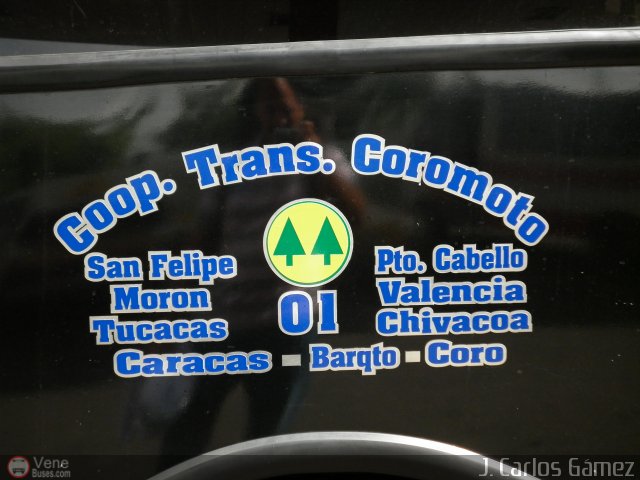 Coop. Trans. Coromoto
San Felipe
Moron
Tucacas
01
Pto. Cabello
Valencia
Chivacoa
Caracas - Barqto - Coro
Vene
Buses.com
J. Carlos Gámez